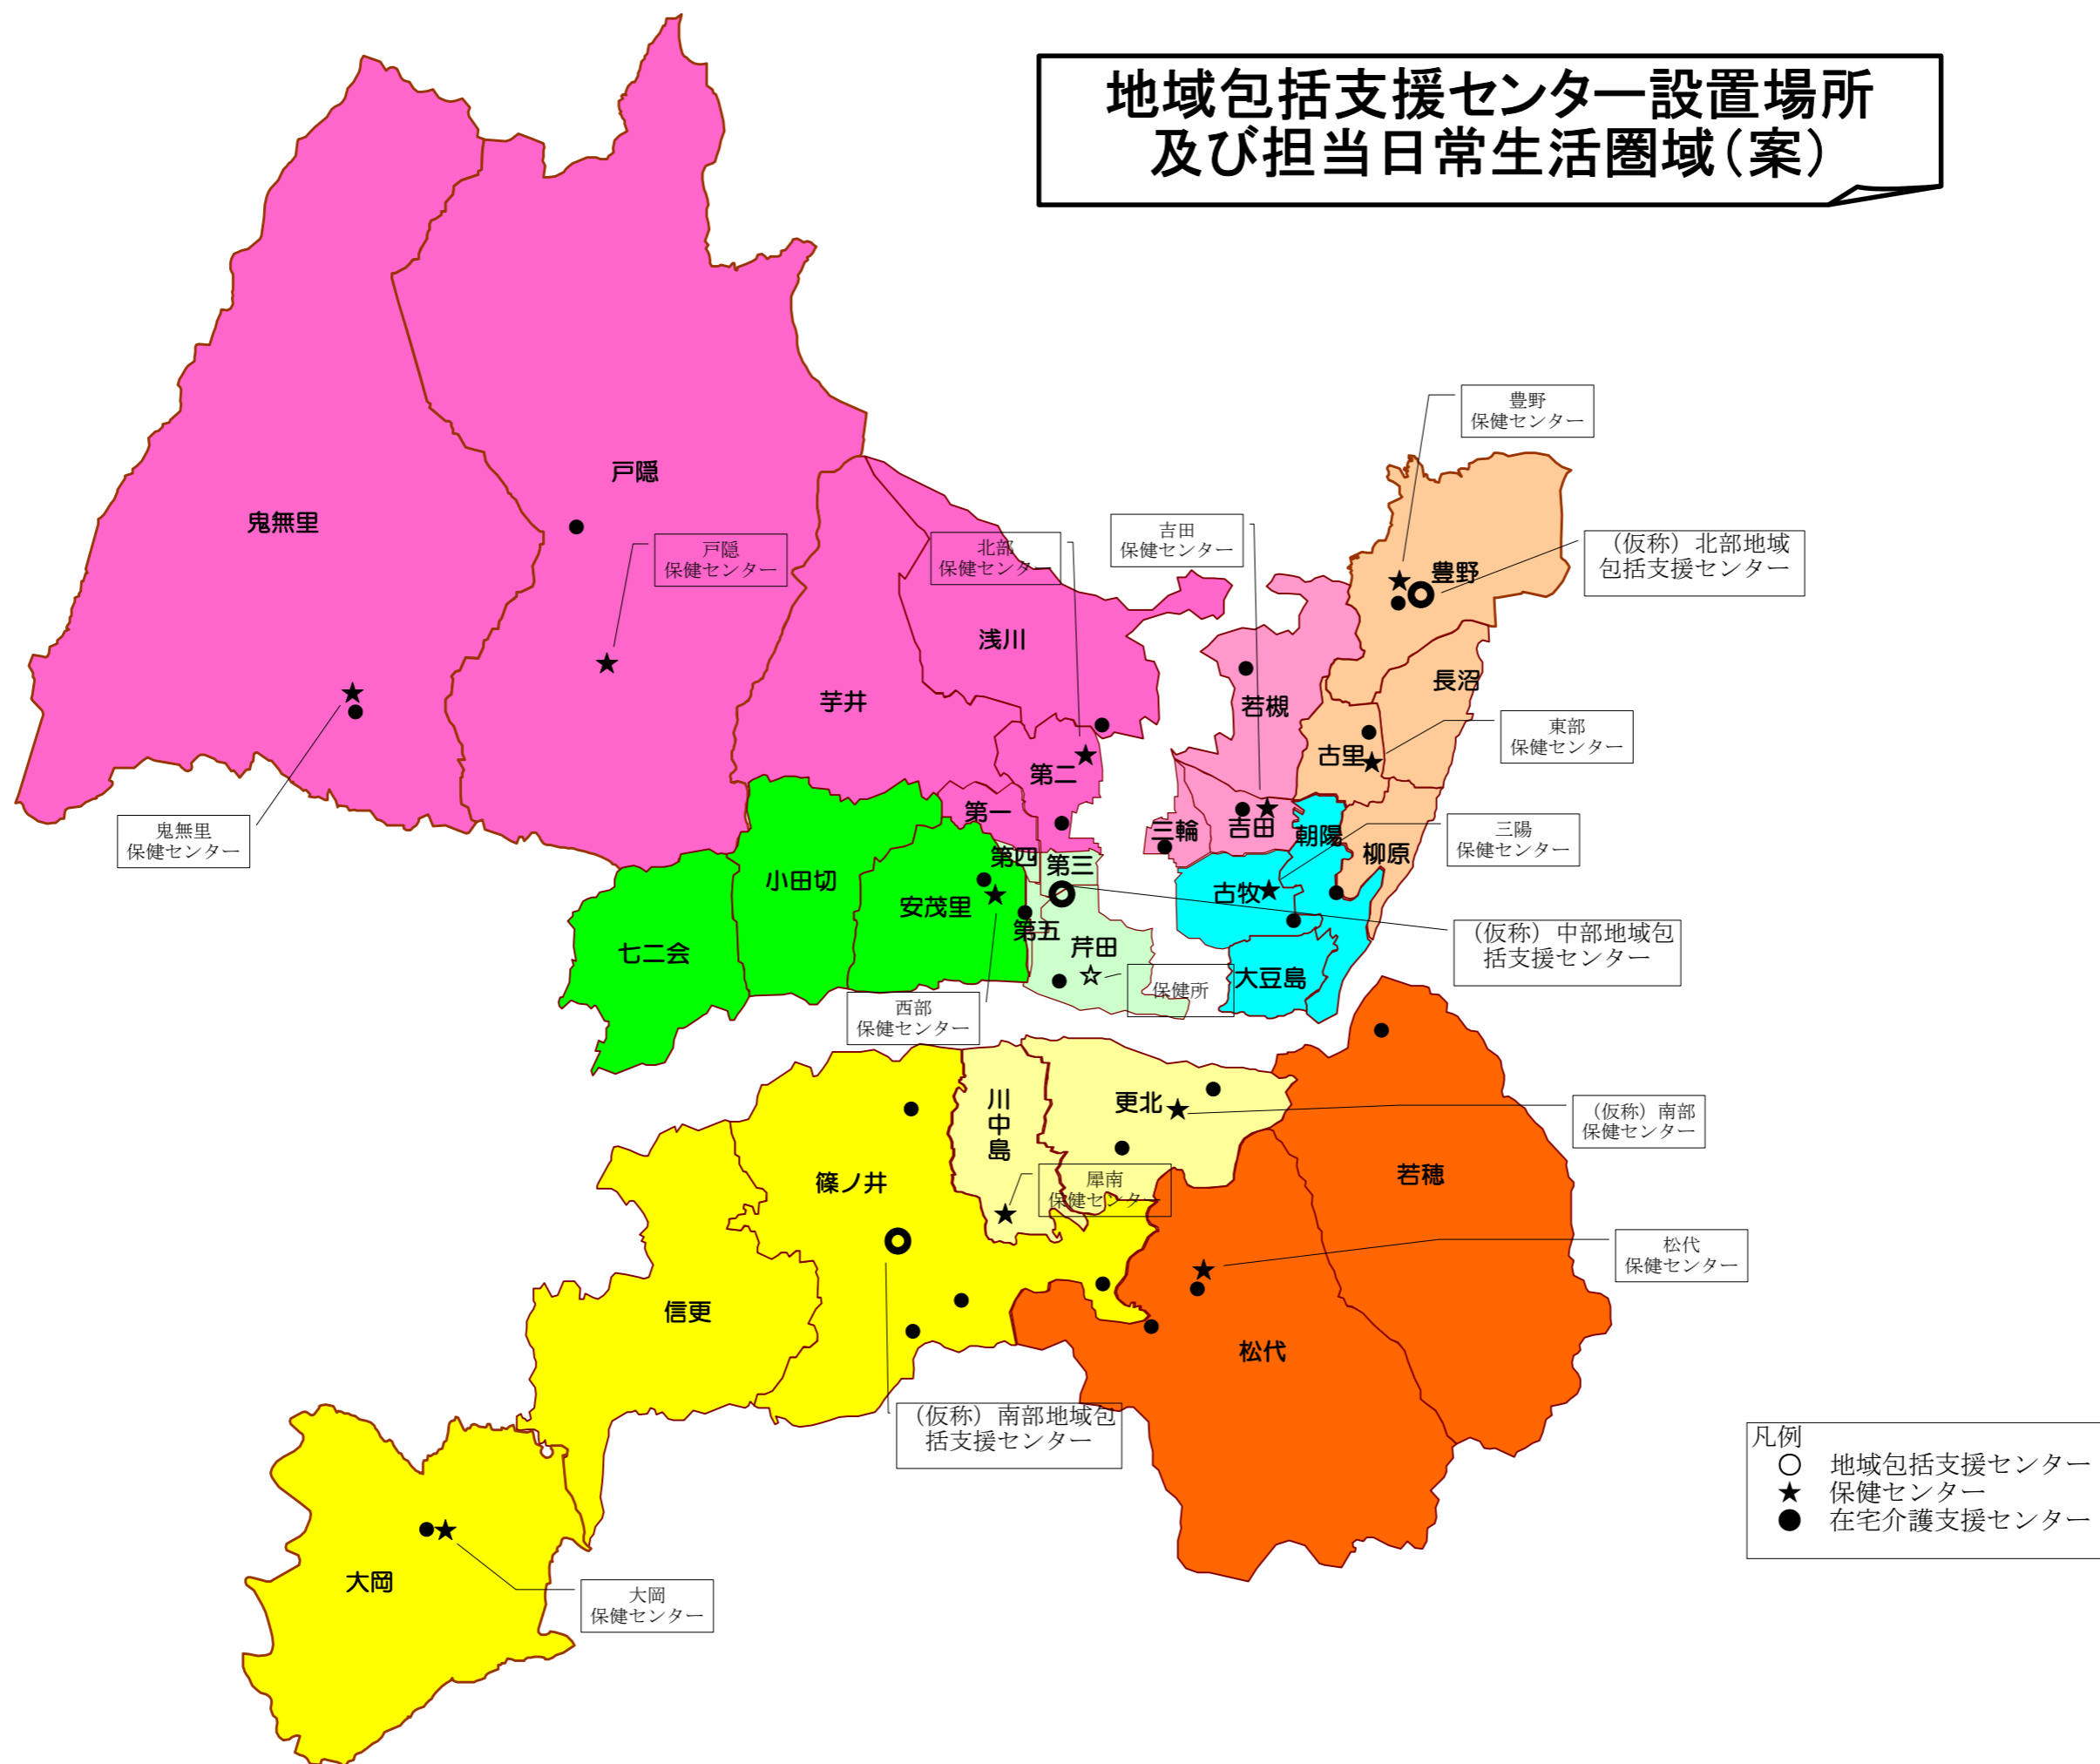 地域包括支援センター設置場所
及び担当日常生活圏域（案）
豊野
保健センター
戸隠
鬼無里
吉田
保健センター
（仮称）北部地域
包括支援センター
北部
保健センター
戸隠
保健センター
豊野
浅川
長沼
芋井
若槻
東部
保健センター
古里
第二
第一
鬼無里
保健センター
三輪
吉田
朝陽
三陽
保健センター
柳原
第四
第三
小田切
安茂里
古牧
第五
（仮称）中部地域包
括支援センター
七二会
芹田
大豆島
保健所
西部
保健センター
川中島
更北
（仮称）南部
保健センター
篠ノ井
犀南
保健センター
若穂
松代
保健センター
信更
松代
（仮称）南部地域包
括支援センター
凡例
○ 地域包括支援センター
★ 保健センター
● 在宅介護支援センター
大岡
大岡
保健センター